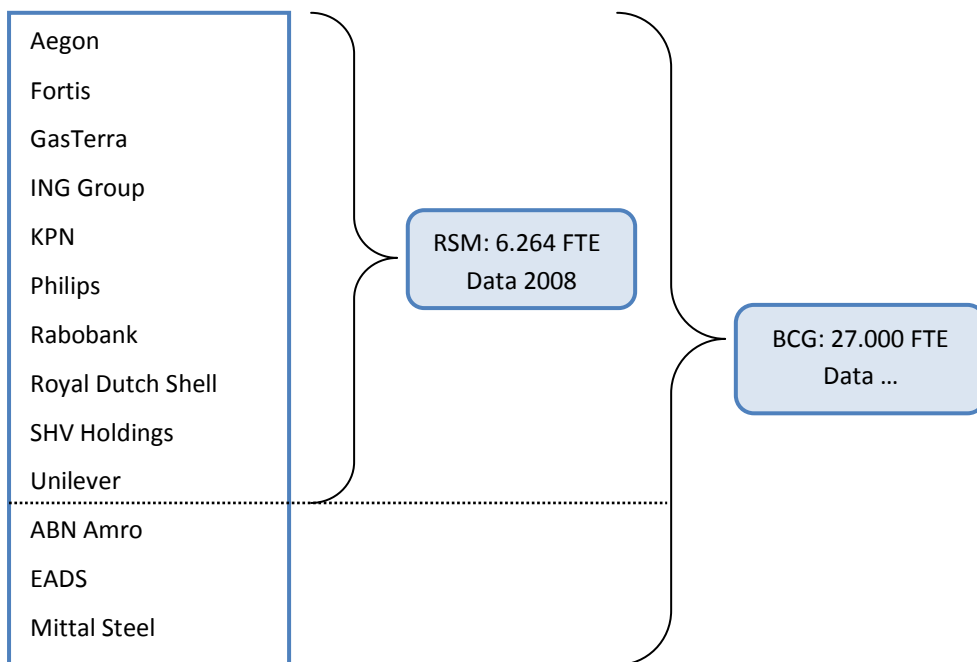 Aegon
Fortis
GasTerra
ING Group
KPN
Philips
Rabobank
Royal Dutch Shell
SHV Holdings
Unilever
ABN Amro
EADS
Mittal Steel
RSM: 6.264 FTE
Data 2008
BCG: 27.000 FTE
Data ...